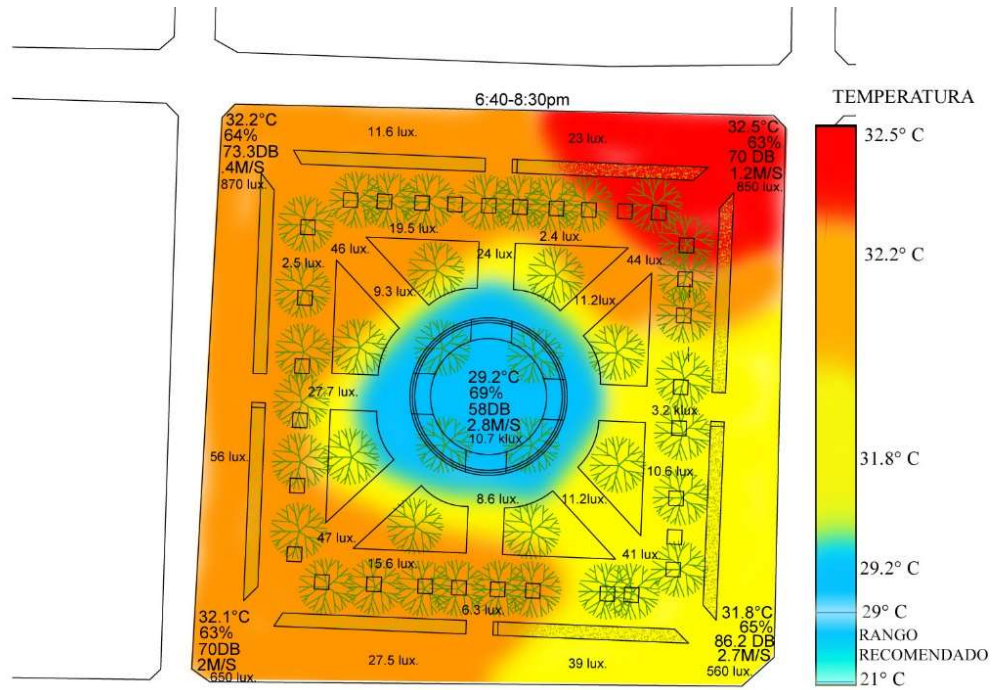 6:40-8:30pm
TEMPERATURA
32.2°C
64%
73.3DB
.4M/S
870 lux.
11.6 lux.
23 lux.
32.5°C
63%
70 DB
1.2M/S
850 lux.
32.5° C
32.2° C
31.8° C
29.2° C
29° C
RANGO
RECOMENDADO
21° C
19.5 lux.
2.4 lux.
46 lux.
24 lux.
44 lux.
2.5 lux.
9.3 lux.
11.2lux.
29.2°C
69%
58DB
2.8M/S
10.7 klux
27.7 lux.
3.2 klux.
56 lux.
10.6 lux.
8.6 lux.
11.2lux.
47 lux.
41 lux.
15.6 lux.
6.3 lux.
32.1°C
63%
70DB
2M/S
650 lux.
27.5 lux.
39 lux.
31.8°C
65%
86.2 DB
2.7M/S
560 lux.